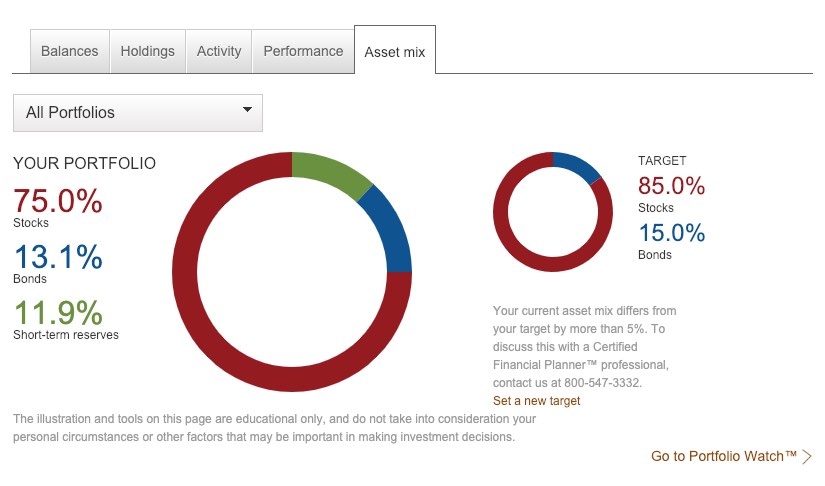 Balances Holdings Activity Performance Asset mix
All Portfolios
YOUR PORTFOLIO
75.0%
Stocks
13.1%
Bonds
11.9%
Short-term reserves
TARGET
85.0%
Stocks
15.0%
Bonds
Your current asset mix differs from
your target by more than 5%. To
discuss this with a Certified
Financial Planner™ professional,
contact us at 800-547-3332.
Set a new target
The illustration and tools on this page are educational only, and do not take into consideration your
personal circumstances or other factors that may be important in making investment decisions.
Go to Portfolio Watch™